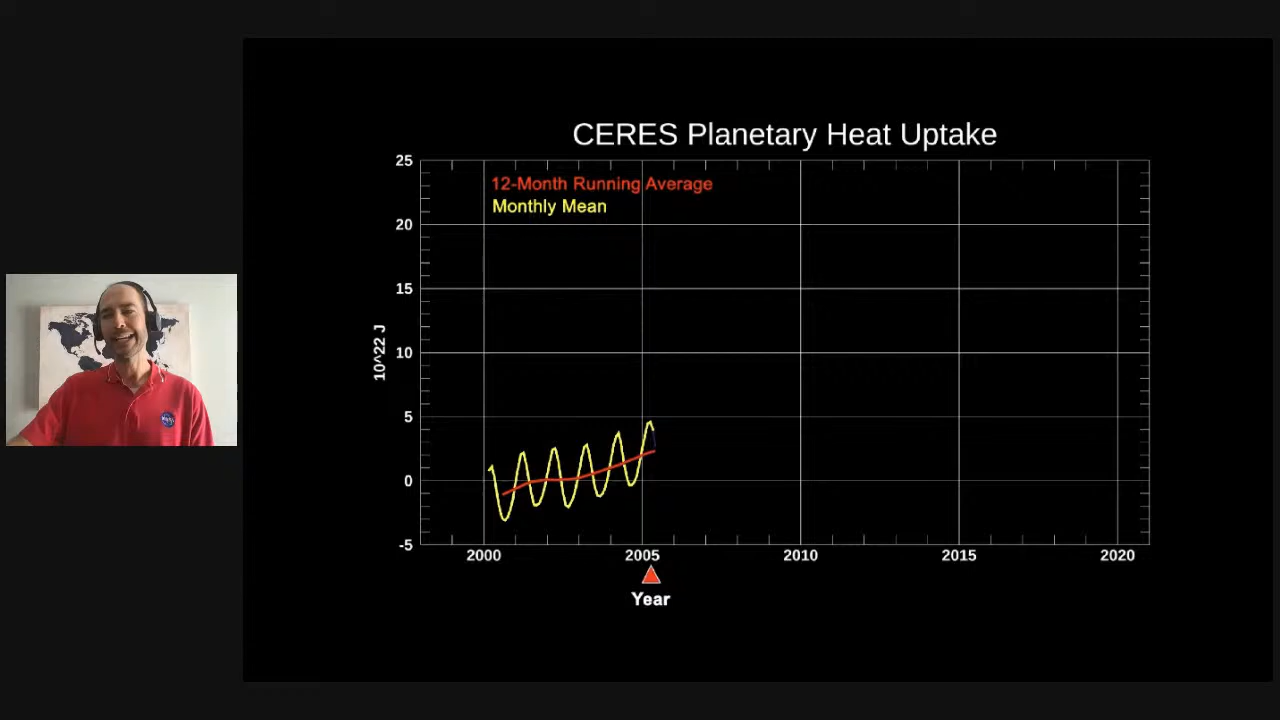 CERES Planetary Heat Uptake
25
12-Month Running Average
Monthly Mean
20
15
10
5
0
-5
10^22 J
2000 2005 2010 2015 2020
Year
NASA